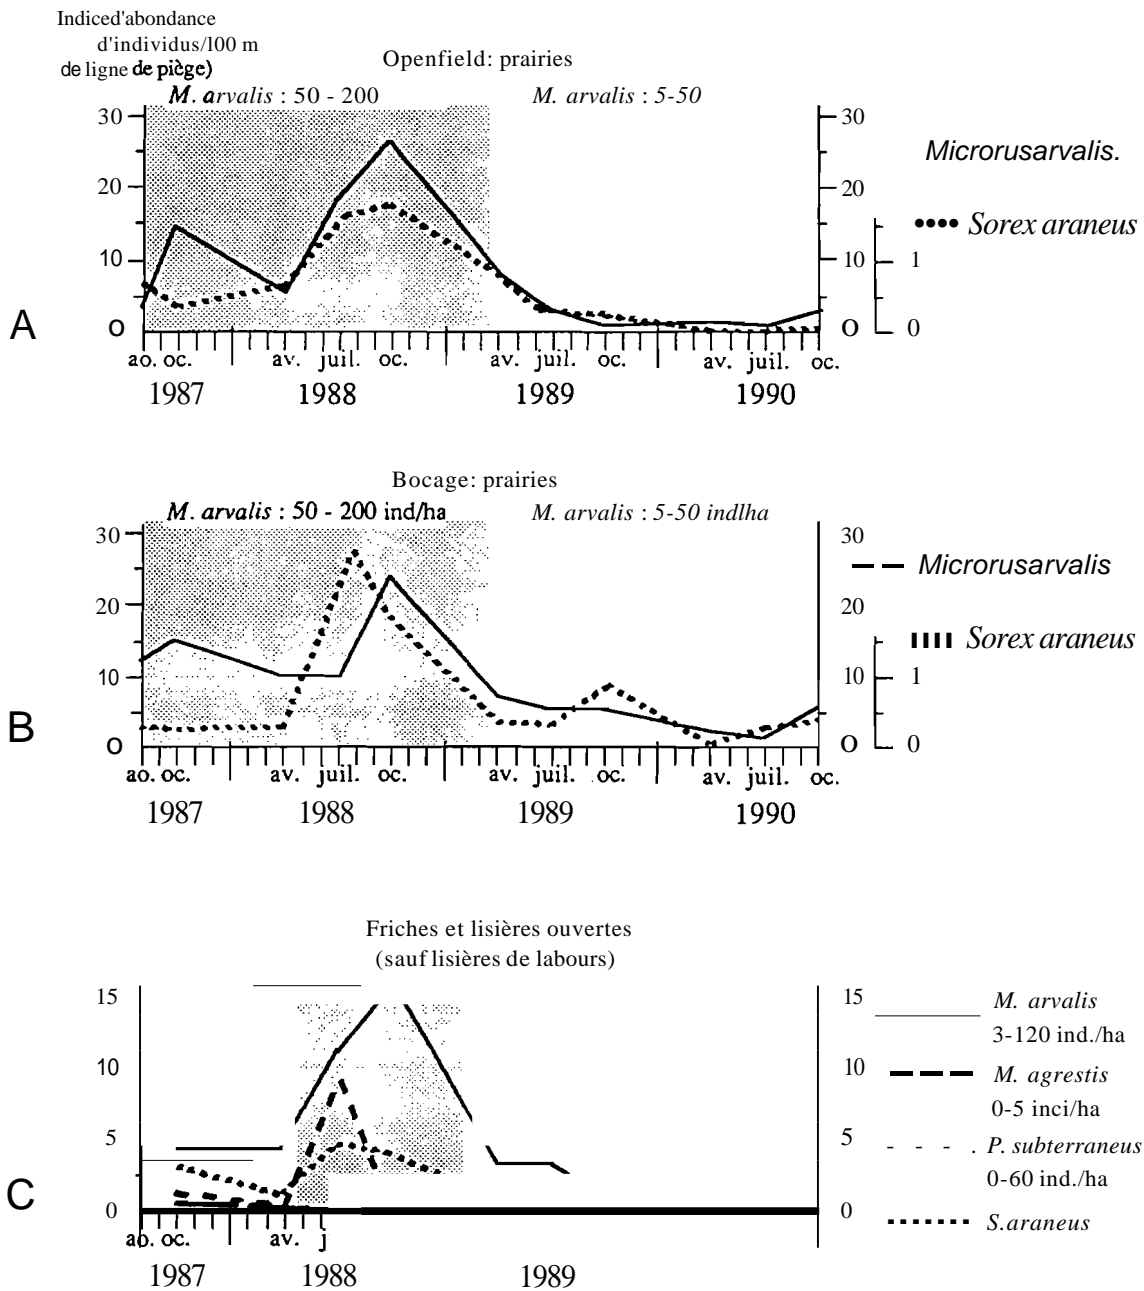 Indiced'abondance
d'individus/l00 m
de ligne de piège)
Openfield: prairies
M. arvalis : 50 - 200
M. arvalis : 5-50
30
20
10
O
30
20
10
O
1
0
Microrusarvalis.
Sorex araneus
A
ao. oc. av. juil. oc. av. juil. oc. av. juil. oc.
1987 1988 1989 1990
Bocage: prairies
M. arvalis : 50 - 200 ind/ha
M. arvalis : 5-50 indlha
30
20
10
O
30
20
10
O
1
0
Microrusarvalis
Sorex araneus
B
ao. oc. av. juil. oc. av. juil. oc. av. juil. oc.
1987 1988 1989 1990
Friches et lisières ouvertes
(sauf lisières de labours)
15
10
5
0
15
10
5
0
M. arvalis
3-120 ind./ha
M. agrestis
0-5 inci/ha
. P. subterraneus
0-60 ind./ha
S.araneus
C
ao. oc. av. j
1987 1988 1989